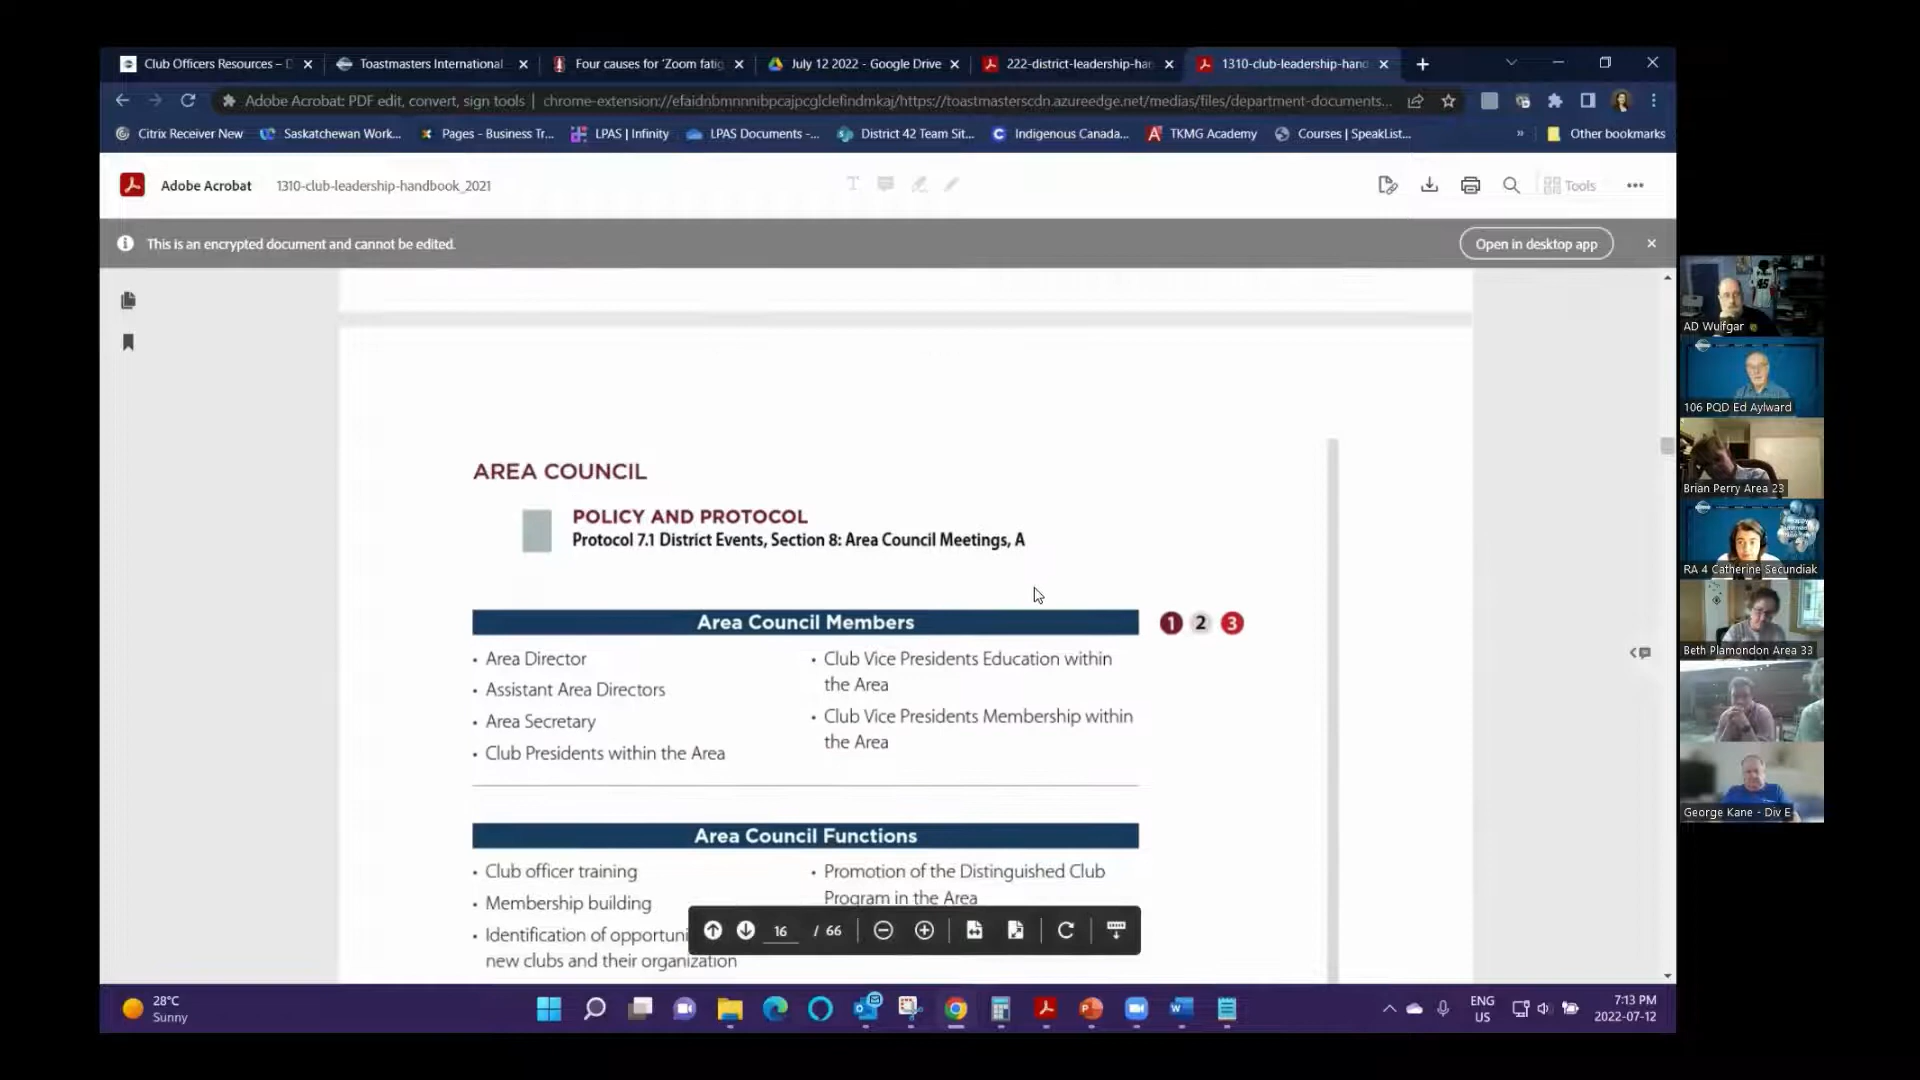 Club Officers Resources – D
Toastmasters International
Four causes for 'Zoom fatig
July 12 2022 - Google Drive
222-district-leadership-han
1310-club-leadership-hand
Adobe Acrobat: PDF edit, convert, sign tools
chrome-extension://efaidnbmnnnibpcajpcglclefindmkaj/https://toastmasterscdn.azureedge.net/medias/files/department-documents...
Citrix Receiver New
Saskatchewan Work...
Pages - Business Tr...
LPAS | Infinity
LPAS Documents -...
District 42 Team Sit...
Indigenous Canada...
TKMG Academy
Courses | SpeakList...
»
Other bookmarks
Adobe Acrobat
1310-club-leadership-handbook_2021
Tools
This is an encrypted document and cannot be edited.
Open in desktop app
AREA COUNCIL
POLICY AND PROTOCOL
Protocol 7.1 District Events, Section 8: Area Council Meetings, A
Area Council Members
1 2 3
• Area Director
• Assistant Area Directors
• Area Secretary
• Club Presidents within the Area
• Club Vice Presidents Education within
the Area
• Club Vice Presidents Membership within
the Area
Area Council Functions
• Club officer training
• Membership building
• Identification of opportuni
new clubs and their organization
• Promotion of the Distinguished Club
Program in the Area
16 / 66
AD Wulfgar
106 PQD Ed Aylward
Brian Perry Area 23
RA 4 Catherine Secundiak
Beth Plamondon Area 33
George Kane - Div E
28°C
Sunny
ENG
US
7:13 PM
2022-07-12